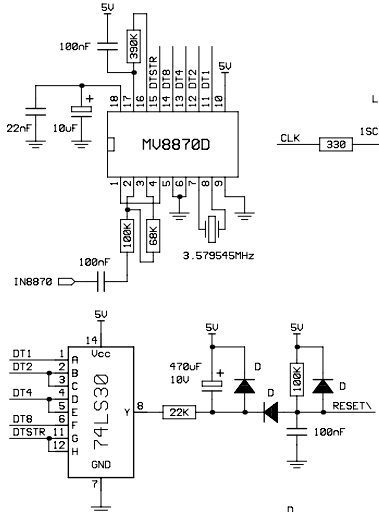 5V
100nF
390K
DTSTR
DT8
DT4
DT2
DT1
5V
18 17 16 15 14 13 12 11 10
22nF
10uF
+
MV8870D
1 2 3 4 5 6 7 8 9
L
CLK
330
1SC
100K
68K
3.579545MHz
100nF
IN8870
5V
14
Vcc
DT1 1 A
DT2 2 B
3 C
DT4 4 D
5 E
DT8 6 F
DTSTR 11 G
12 H
74LS30
Y 8
GND
7
22K
5V
470uF
10V
+
D
D
5V
100K
D
RESET\
100nF
D